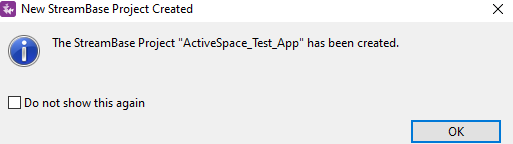 New StreamBase Project Created
The StreamBase Project "ActiveSpace_Test_App" has been created.
Do not show this again
OK